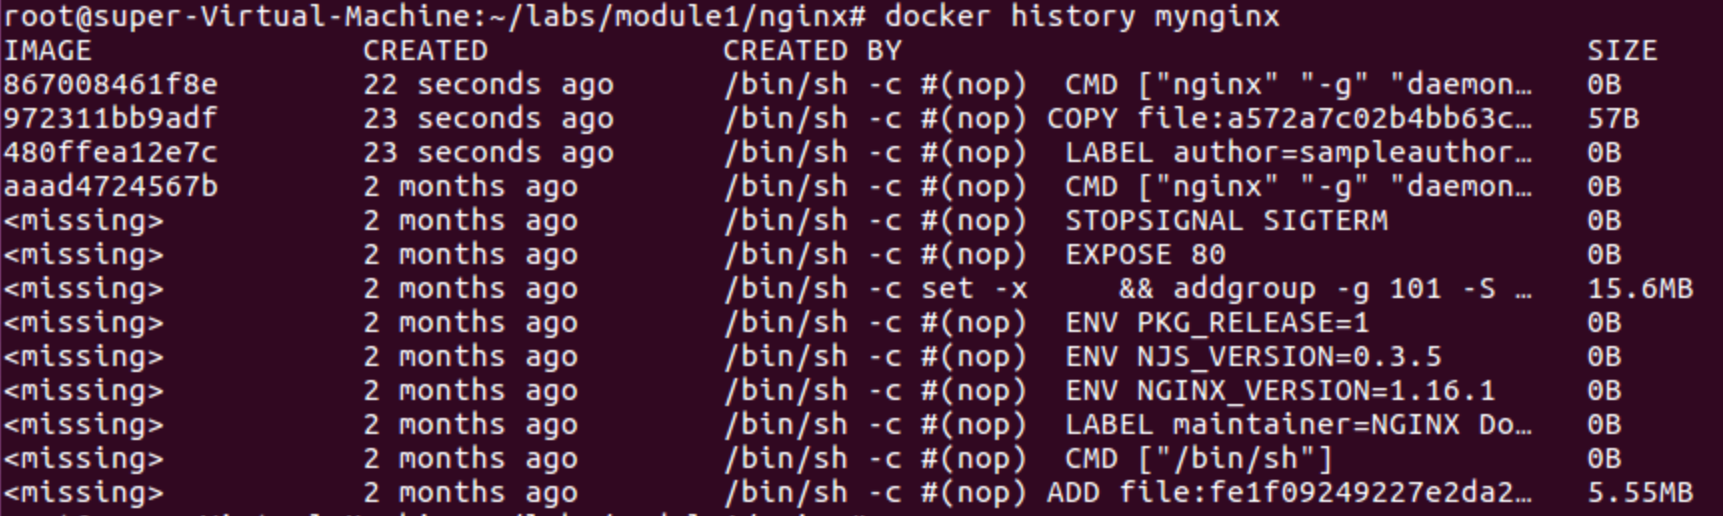 root@super-Virtual-Machine:~/labs/module1/nginx# docker history mynginx
IMAGE CREATED CREATED BY SIZE
867008461f8e 22 seconds ago /bin/sh -c #(nop) CMD ["nginx" "-g" "daemon… 0B
972311bb9adf 23 seconds ago /bin/sh -c #(nop) COPY file:a572a7c02b4bb63c… 57B
480ffea12e7c 23 seconds ago /bin/sh -c #(nop) LABEL author=sampleauthor… 0B
aaad4724567b 2 months ago /bin/sh -c #(nop) CMD ["nginx" "-g" "daemon… 0B
<missing> 2 months ago /bin/sh -c #(nop) STOPSIGNAL SIGTERM 0B
<missing> 2 months ago /bin/sh -c #(nop) EXPOSE 80 0B
<missing> 2 months ago /bin/sh -c set -x && addgroup -g 101 -S … 15.6MB
<missing> 2 months ago /bin/sh -c #(nop) ENV PKG_RELEASE=1 0B
<missing> 2 months ago /bin/sh -c #(nop) ENV NJS_VERSION=0.3.5 0B
<missing> 2 months ago /bin/sh -c #(nop) ENV NGINX_VERSION=1.16.1 0B
<missing> 2 months ago /bin/sh -c #(nop) LABEL maintainer=NGINX Do… 0B
<missing> 2 months ago /bin/sh -c #(nop) CMD ["/bin/sh"] 0B
<missing> 2 months ago /bin/sh -c #(nop) ADD file:fe1f09249227e2da2… 5.55MB